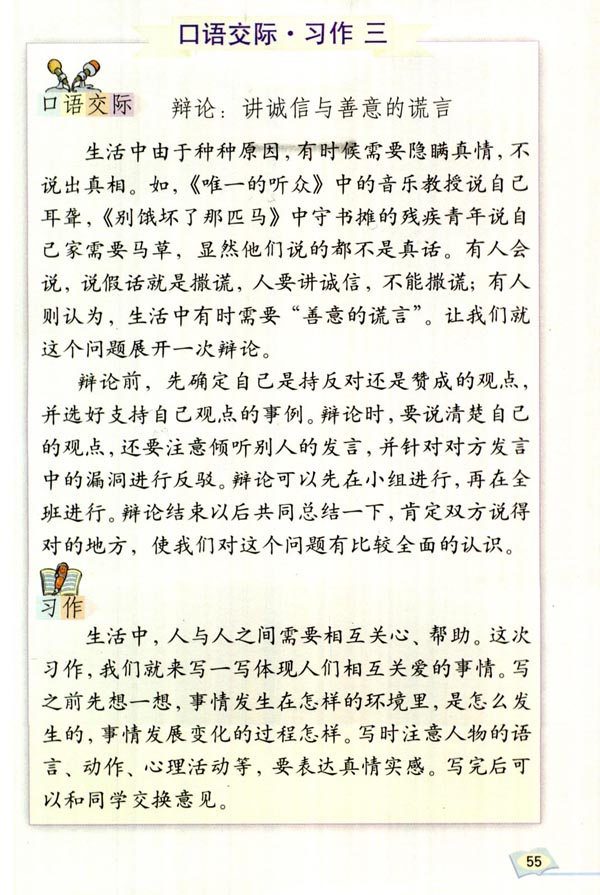 口语交际·习作 三
口语交际
辩论：讲诚信与善意的谎言
生活中由于种种原因，有时候需要隐瞒真情，不
说出真相。如，《唯一的听众》中的音乐教授说自己
耳聋，《别饿坏了那匹马》中守书摊的残疾青年说自
己家需要马草，显然他们说的都不是真话。有人会
说，说假话就是撒谎，人要讲诚信，不能撒谎；有人
则认为，生活中有时需要“善意的谎言”。让我们就
这个问题展开一次辩论。
辩论前，先确定自己是持反对还是赞成的观点，
并选好支持自己观点的事例。辩论时，要说清楚自己
的观点，还要注意倾听别人的发言，并针对对方发言
中的漏洞进行反驳。辩论可以先在小组进行，再在全
班进行。辩论结束以后共同总结一下，肯定双方说得
对的地方，使我们对这个问题有比较全面的认识。
习作
生活中，人与人之间需要相互关心、帮助。这次
习作，我们就来写一写体现人们相互关爱的事情。写
之前先想一想，事情发生在怎样的环境里，是怎么发
生的，事情发展变化的过程怎样。写时注意人物的语
言、动作、心理活动等，要表达真情实感。写完后可
以和同学交换意见。
55